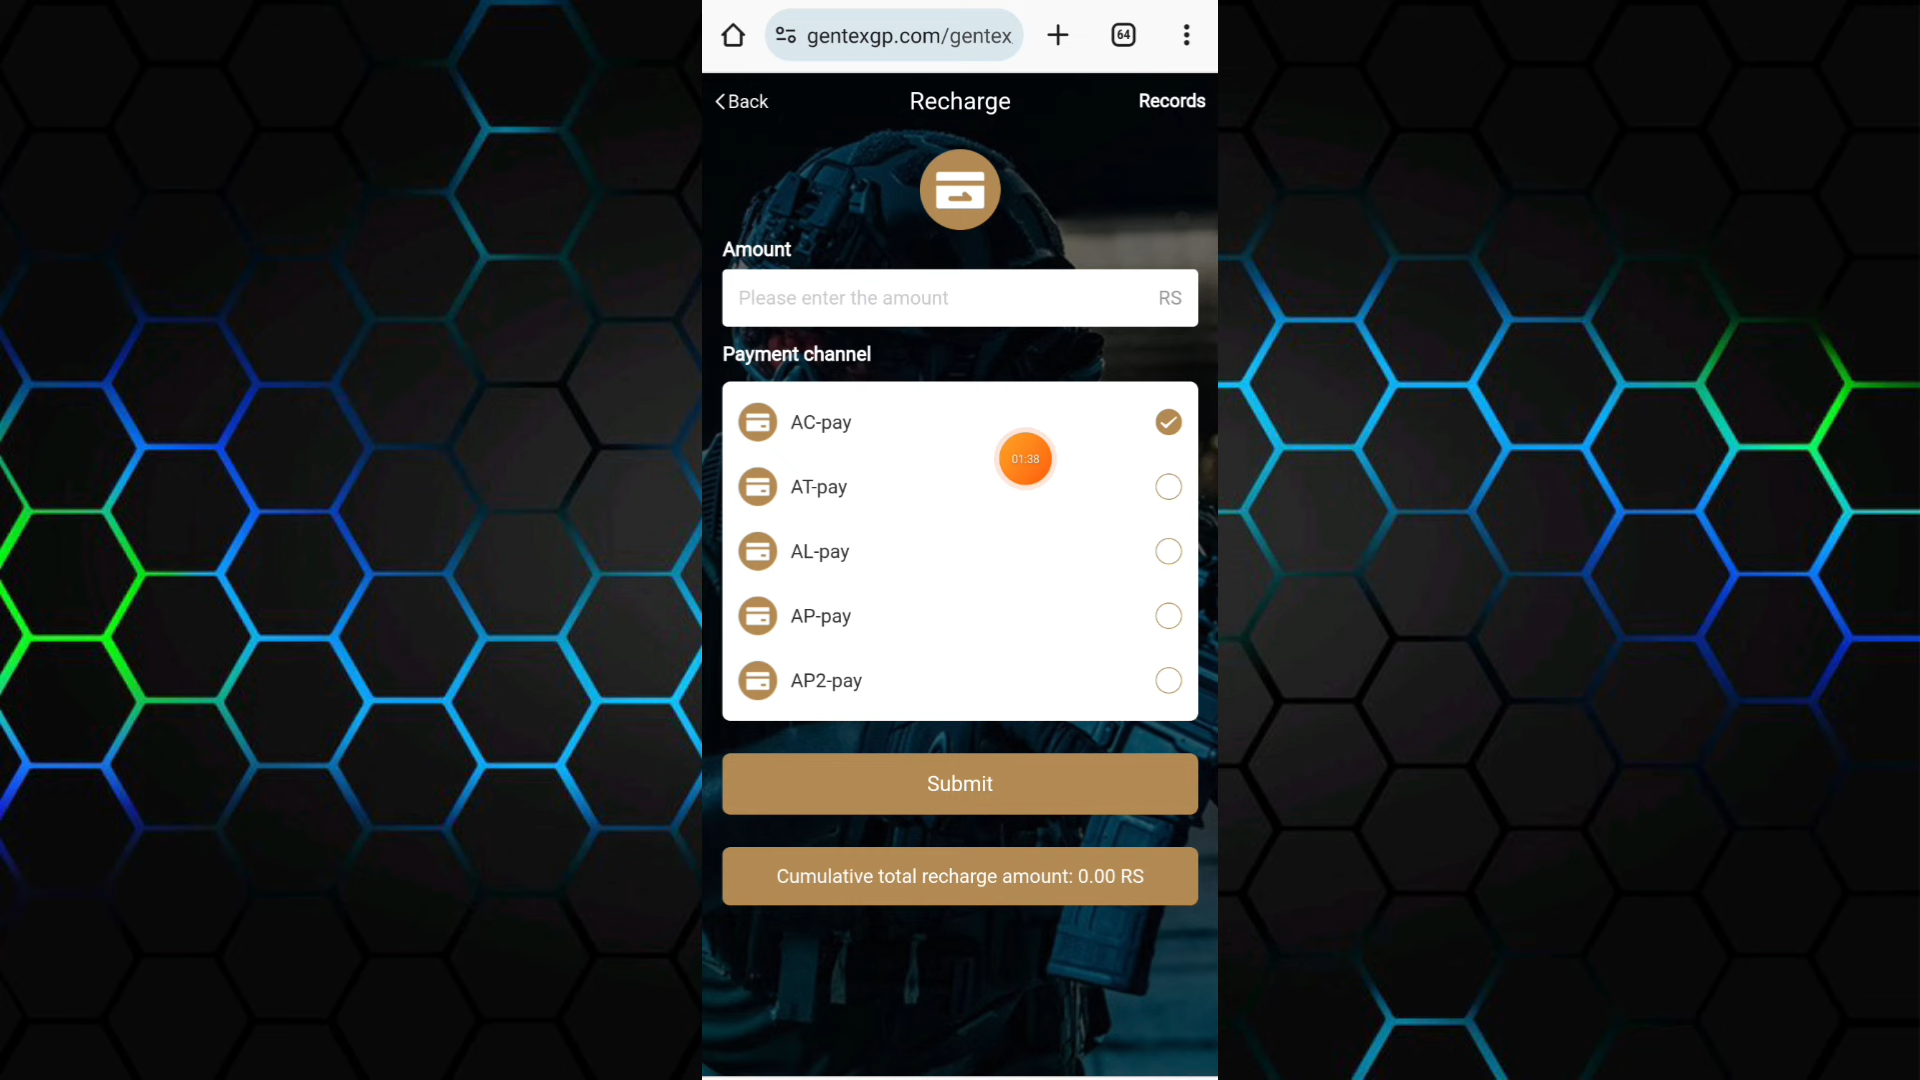 gentexgp.com/gentex
64
Back
Recharge
Records
Amount
Please enter the amount
RS
Payment channel
AC-pay
01:38
AT-pay
AL-pay
AP-pay
AP2-pay
Submit
Cumulative total recharge amount: 0.00 RS